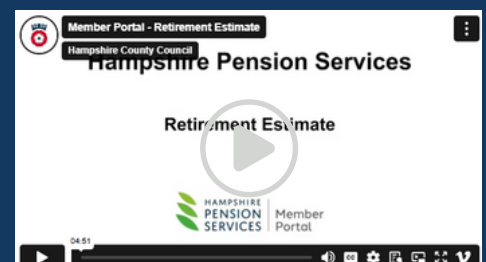 Member Portal - Retirement Estimate
Hampshire County Council
Hampshire Pension Services
Retirement Estimate
HAMPSHIRE
PENSION
SERVICES
Member
Portal
04:51
CC